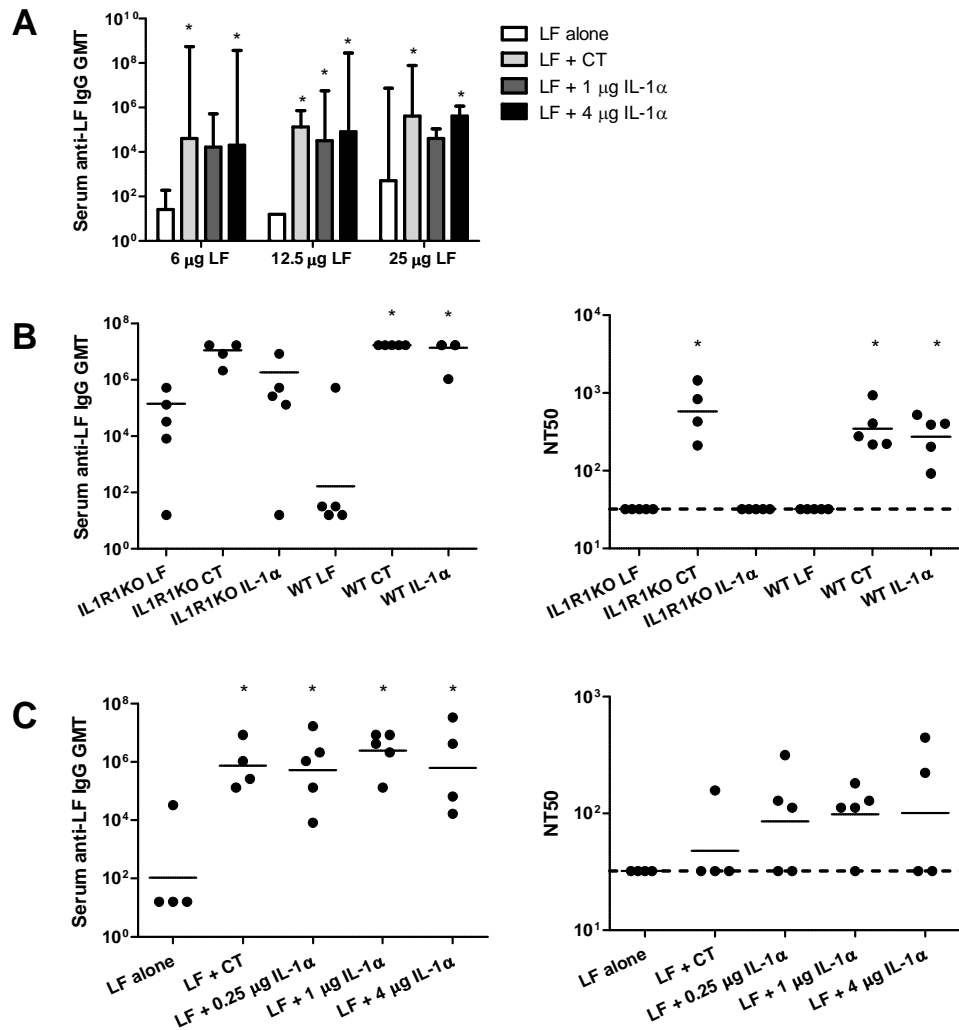 A
Serum anti-LF IgG GMT
10^10
10^8
10^6
10^4
10^2
10^0
* * * * * * *
6 µg LF 12.5 µg LF 25 µg LF
LF alone
LF + CT
LF + 1 µg IL-1α
LF + 4 µg IL-1α
B
Serum anti-LF IgG GMT
10^8
10^6
10^4
10^2
10^0
* *
IL1R1KO LF
IL1R1KO CT
IL1R1KO IL-1α
WT LF
WT CT
WT IL-1α
NT50
10^4
10^3
10^2
10^1
* * *
IL1R1KO LF
IL1R1KO CT
IL1R1KO IL-1α
WT LF
WT CT
WT IL-1α
C
Serum anti-LF IgG GMT
10^8
10^6
10^4
10^2
10^0
* * * *
LF alone
LF + CT
LF + 0.25 µg IL-1α
LF + 1 µg IL-1α
LF + 4 µg IL-1α
NT50
10^3
10^2
10^1
LF alone
LF + CT
LF + 0.25 µg IL-1α
LF + 1 µg IL-1α
LF + 4 µg IL-1α